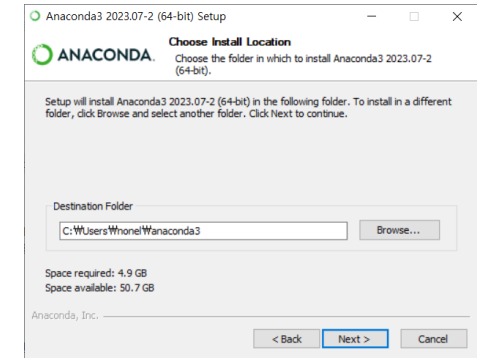 Anaconda3 2023.07-2 (64-bit) Setup
ANACONDA.
Choose Install Location
Choose the folder in which to install Anaconda3 2023.07-2
(64-bit).
Setup will install Anaconda3 2023.07-2 (64-bit) in the following folder. To install in a different
folder, click Browse and select another folder. Click Next to continue.
Destination Folder
C:₩Users₩nonel₩anaconda3
Browse...
Space required: 4.9 GB
Space available: 50.7 GB
Anaconda, Inc.
< Back
Next >
Cancel